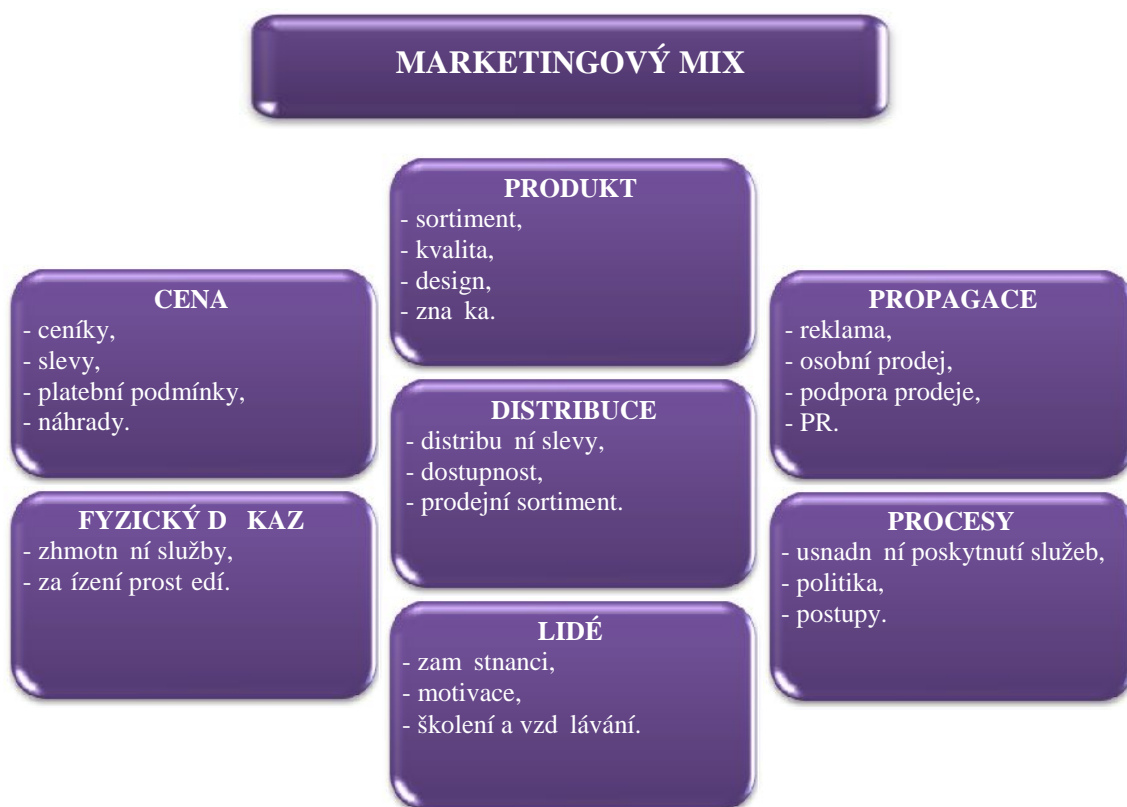 MARKETINGOVÝ MIX
PRODUKT
- sortiment,
- kvalita,
- design,
- zna ka.
CENA
- ceníky,
- slevy,
- platební podmínky,
- náhrady.
PROPAGACE
- reklama,
- osobní prodej,
- podpora prodeje,
- PR.
DISTRIBUCE
- distribu ní slevy,
- dostupnost,
- prodejní sortiment.
FYZICKÝ D KAZ
- zhmotn ní služby,
- za ízení prost edí.
PROCESY
- usnadn ní poskytnutí služeb,
- politika,
- postupy.
LIDÉ
- zam stnanci,
- motivace,
- školení a vzd lávání.